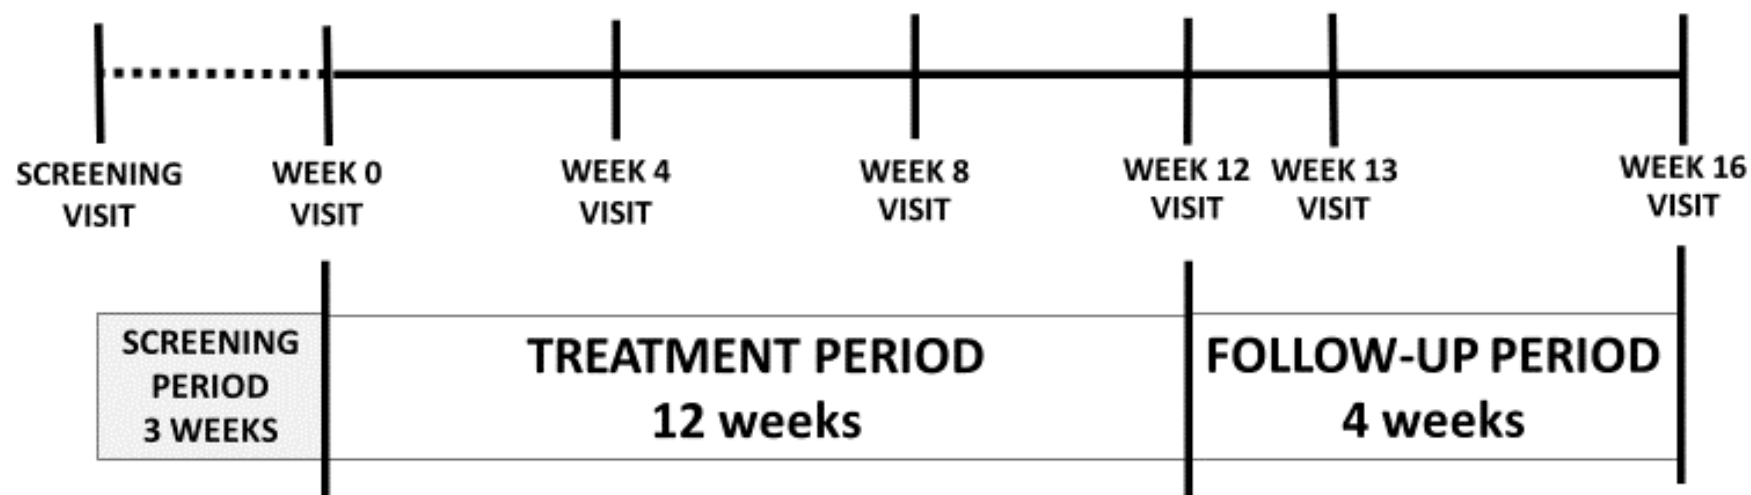 SCREENING
VISIT
WEEK 0
VISIT
WEEK 4
VISIT
WEEK 8
VISIT
WEEK 12
VISIT
WEEK 13
VISIT
WEEK 16
VISIT
SCREENING
PERIOD
3 WEEKS
TREATMENT PERIOD
12 weeks
FOLLOW-UP PERIOD
4 weeks